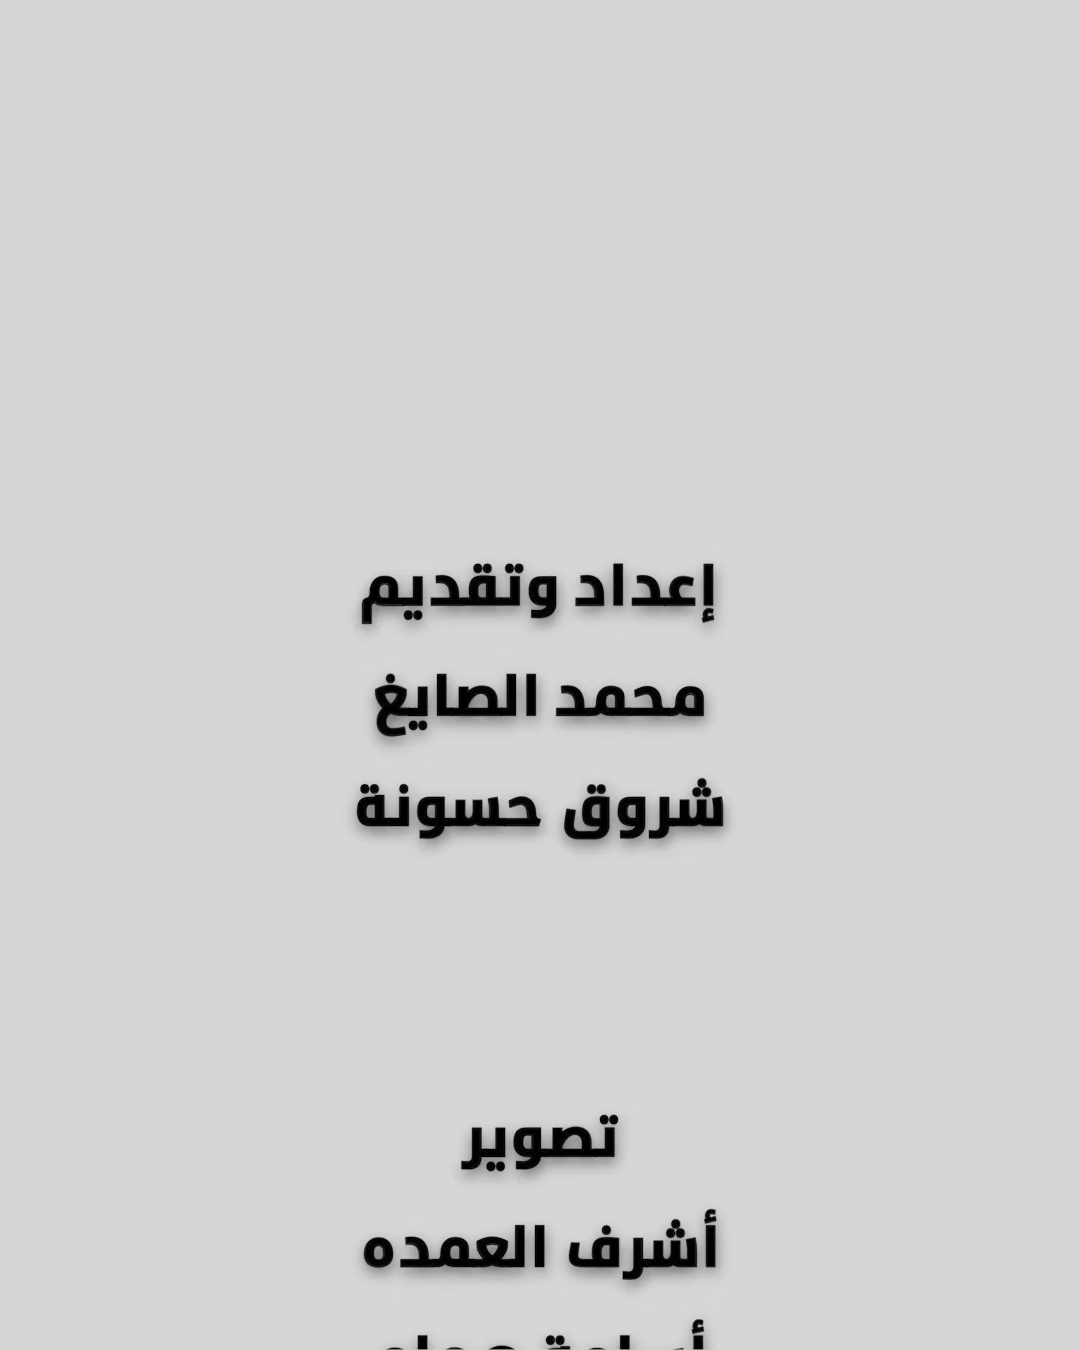 إعداد وتقديم
محمد الصايغ
شروق حسونة
تصوير
أشرف العمده